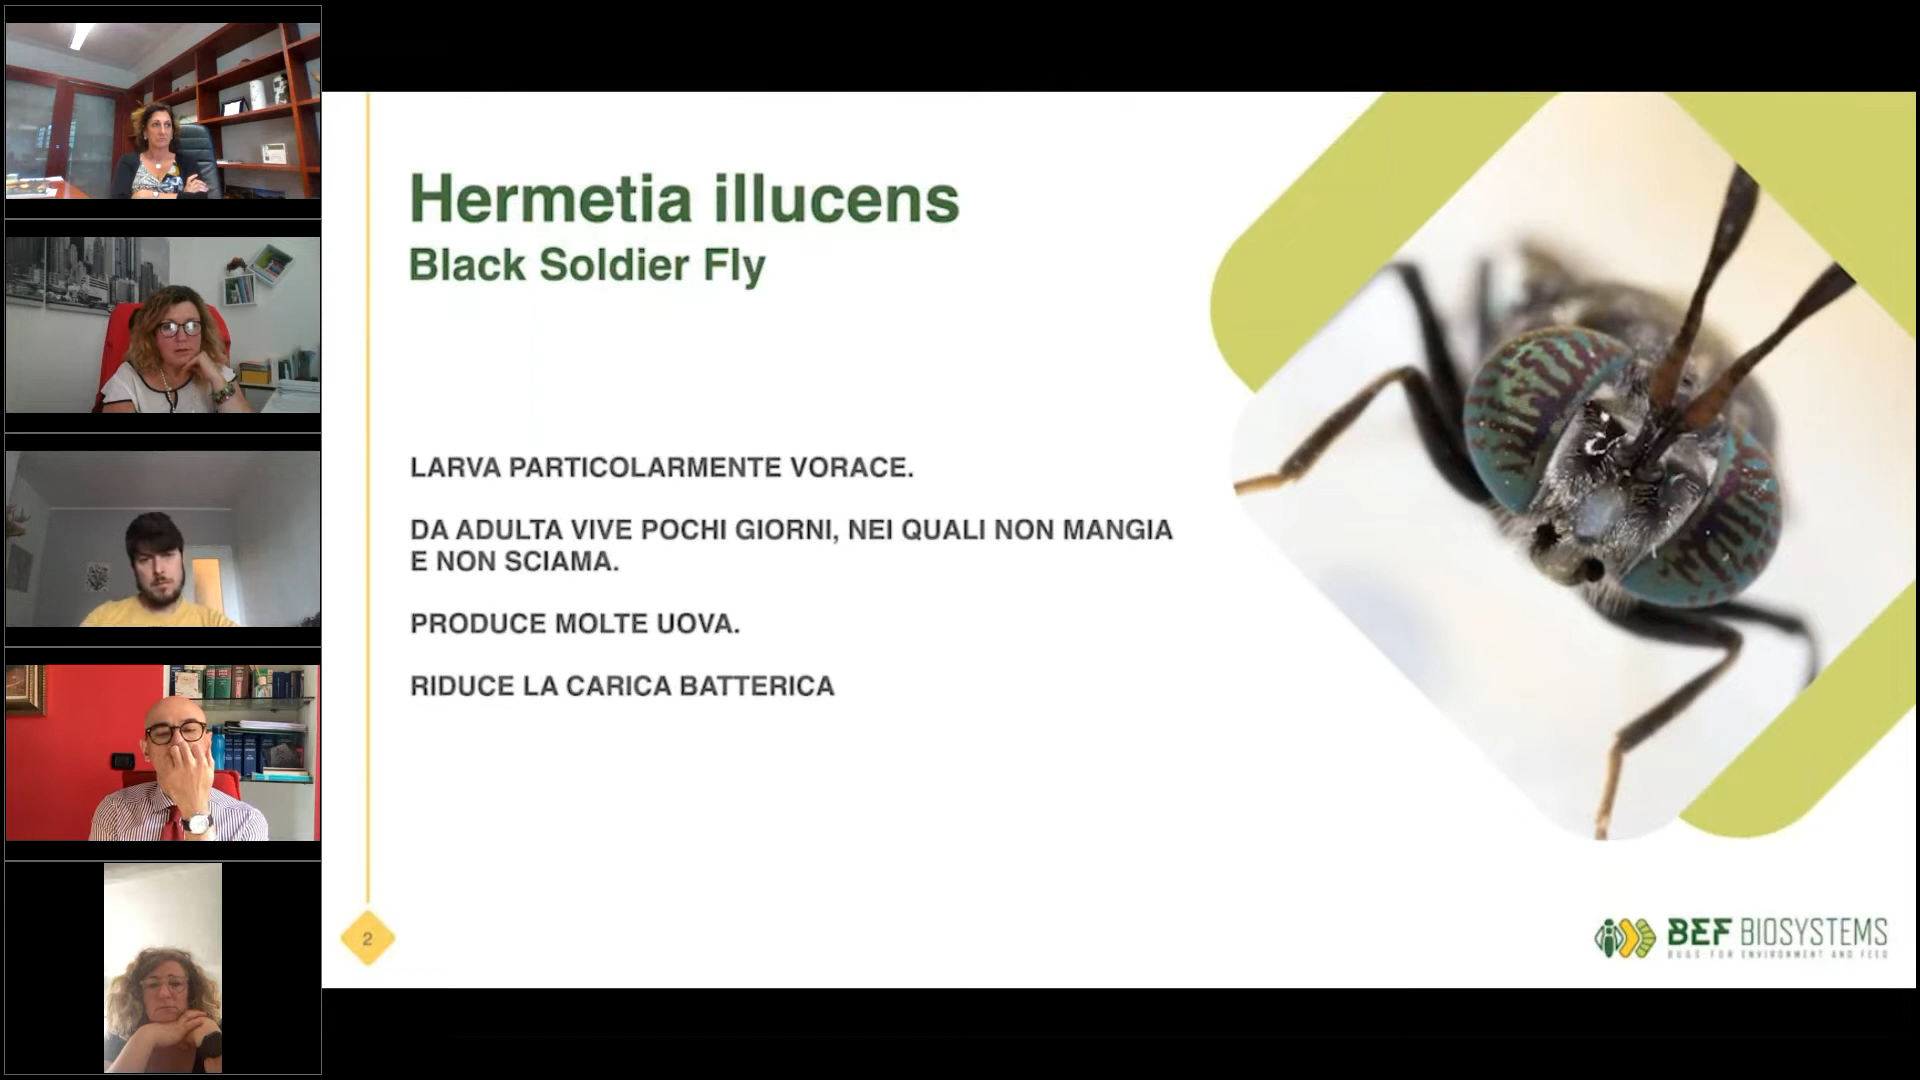 Hermetia illucens
Black Soldier Fly
LARVA PARTICOLARMENTE VORACE.
DA ADULTA VIVE POCHI GIORNI, NEI QUALI NON MANGIA
E NON SCIAMA.
PRODUCE MOLTE UOVA.
RIDUCE LA CARICA BATTERICA
2
BEF BIOSYSTEMS
BUGS FOR ENVIRONMENT AND FEED